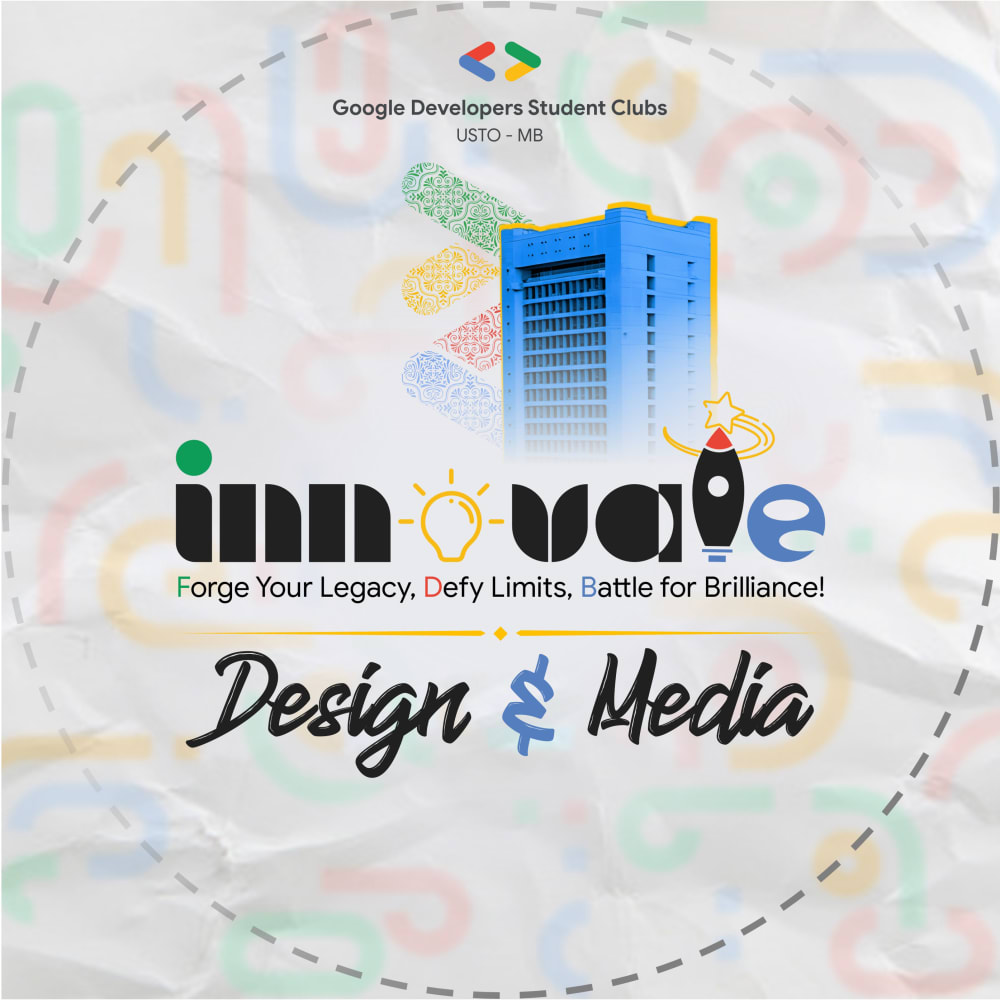 Google Developers Student Clubs
USTO - MB
innovate
Forge Your Legacy, Defy Limits, Battle for Brilliance!
Design & Media